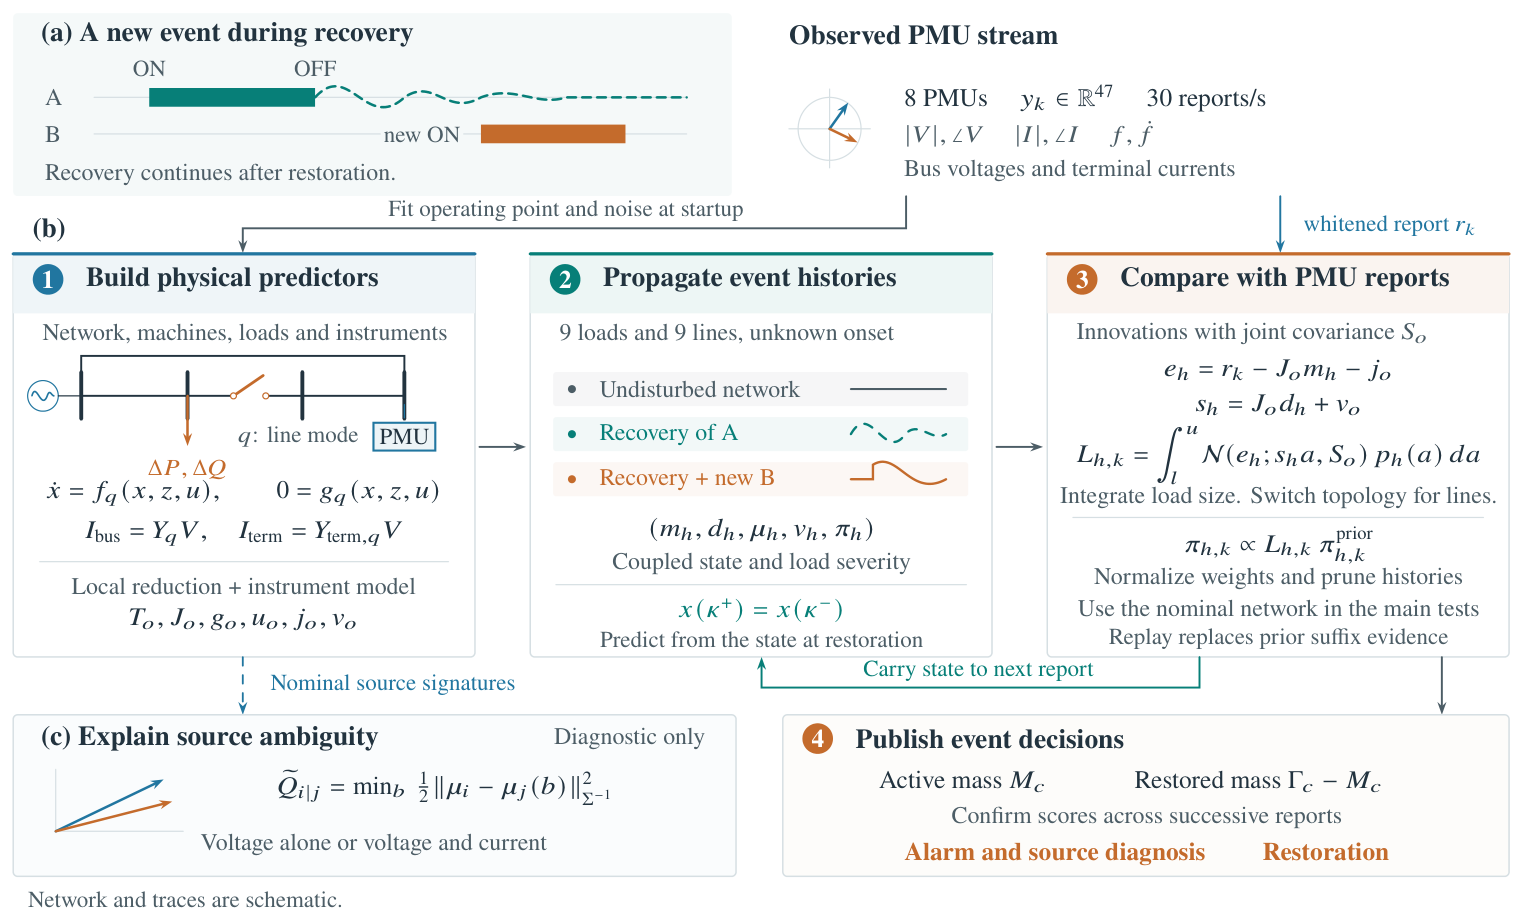 (a) A new event during recovery
ON OFF
A
B new ON
Recovery continues after restoration.
Observed PMU stream
8 PMUs yₖ ∈ ℝ⁴⁷ 30 reports/s
|V|, ∠V |I|, ∠I f, ḟ
Bus voltages and terminal currents
Fit operating point and noise at startup
whitened report rₖ
(b)
1 Build physical predictors
Network, machines, loads and instruments
q: line mode PMU
ΔP, ΔQ
ẋ = f_q(x, z, u), 0 = g_q(x, z, u)
I_bus = Y_q V, I_term = Y_term,q V
Local reduction + instrument model
T_o, J_o, g_o, u_o, j_o, v_o
2 Propagate event histories
9 loads and 9 lines, unknown onset
• Undisturbed network
• Recovery of A
• Recovery + new B
(m_h, d_h, μ_h, v_h, π_h)
Coupled state and load severity
x(κ⁺) = x(κ⁻)
Predict from the state at restoration
3 Compare with PMU reports
Innovations with joint covariance S_o
e_h = r_k − J_o m_h − j_o
s_h = J_o d_h + v_o
L_{h,k} = ∫_l^u 𝒩(e_h; s_h a, S_o) p_h(a) da
Integrate load size. Switch topology for lines.
π_{h,k} ∝ L_{h,k} π_{h,k}^{prior}
Normalize weights and prune histories
Use the nominal network in the main tests
Replay replaces prior suffix evidence
Carry state to next report
Nominal source signatures
(c) Explain source ambiguity Diagnostic only
Q̃_{i|j} = min_b ½ ‖μ_i − μ_j(b)‖²_{Σ⁻¹}
Voltage alone or voltage and current
4 Publish event decisions
Active mass M_c Restored mass Γ_c − M_c
Confirm scores across successive reports
Alarm and source diagnosis Restoration
Network and traces are schematic.